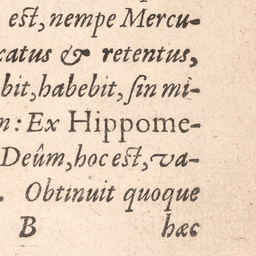 est, nempe Mercu-
catus & retentus,
bit, habebit, sin mi-
n: Ex Hippome-
Deûm, hoc est, va-
. Obtinuit quoque
B hæc